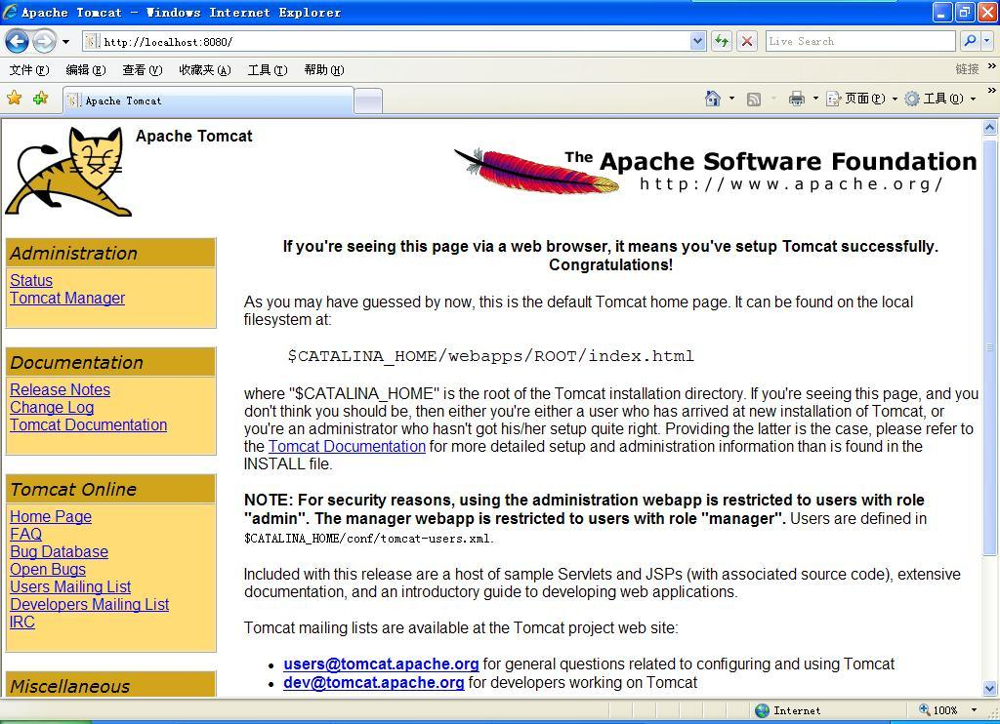 Apache Tomcat - Windows Internet Explorer
http://localhost:8080/
Live Search
文件(F) 编辑(E) 查看(V) 收藏夹(A) 工具(T) 帮助(H)
链接 »
Apache Tomcat
页面(P) 工具(O) »
Apache Tomcat
The Apache Software Foundation
http://www.apache.org/
Administration
Status
Tomcat Manager
Documentation
Release Notes
Change Log
Tomcat Documentation
Tomcat Online
Home Page
FAQ
Bug Database
Open Bugs
Users Mailing List
Developers Mailing List
IRC
Miscellaneous
If you're seeing this page via a web browser, it means you've setup Tomcat successfully.
Congratulations!
As you may have guessed by now, this is the default Tomcat home page. It can be found on the local
filesystem at:
$CATALINA_HOME/webapps/ROOT/index.html
where "$CATALINA_HOME" is the root of the Tomcat installation directory. If you're seeing this page, and you
don't think you should be, then either you're either a user who has arrived at new installation of Tomcat, or
you're an administrator who hasn't got his/her setup quite right. Providing the latter is the case, please refer to
the Tomcat Documentation for more detailed setup and administration information than is found in the
INSTALL file.
NOTE: For security reasons, using the administration webapp is restricted to users with role
"admin". The manager webapp is restricted to users with role "manager". Users are defined in
$CATALINA_HOME/conf/tomcat-users.xml.
Included with this release are a host of sample Servlets and JSPs (with associated source code), extensive
documentation, and an introductory guide to developing web applications.
Tomcat mailing lists are available at the Tomcat project web site:
• users@tomcat.apache.org for general questions related to configuring and using Tomcat
• dev@tomcat.apache.org for developers working on Tomcat
Internet
100%